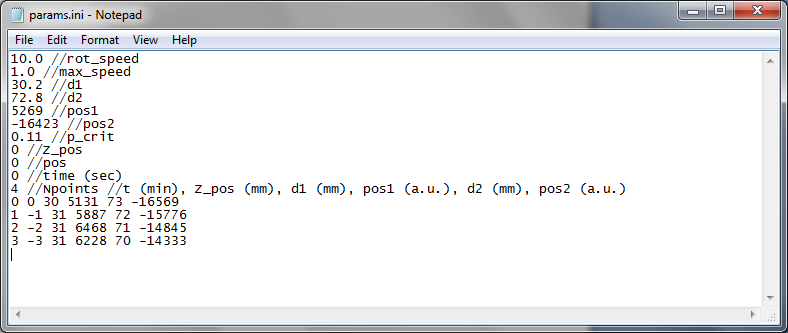 params.ini - Notepad
File Edit Format View Help
10.0 //rot_speed
1.0 //max_speed
30.2 //d1
72.8 //d2
5269 //pos1
-16423 //pos2
0.11 //p_crit
0 //Z_pos
0 //pos
0 //time (sec)
4 //Npoints //t (min), Z_pos (mm), d1 (mm), pos1 (a.u.), d2 (mm), pos2 (a.u.)
0 0 30 5131 73 -16569
1 -1 31 5887 72 -15776
2 -2 31 6468 71 -14845
3 -3 31 6228 70 -14333